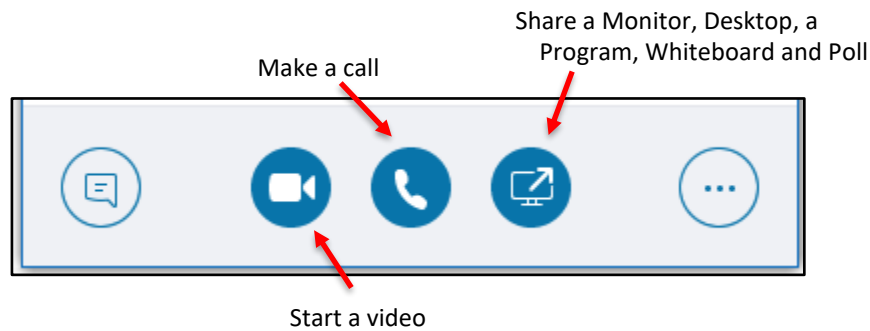 Share a Monitor, Desktop, a
Program, Whiteboard and Poll
Make a call
Start a video